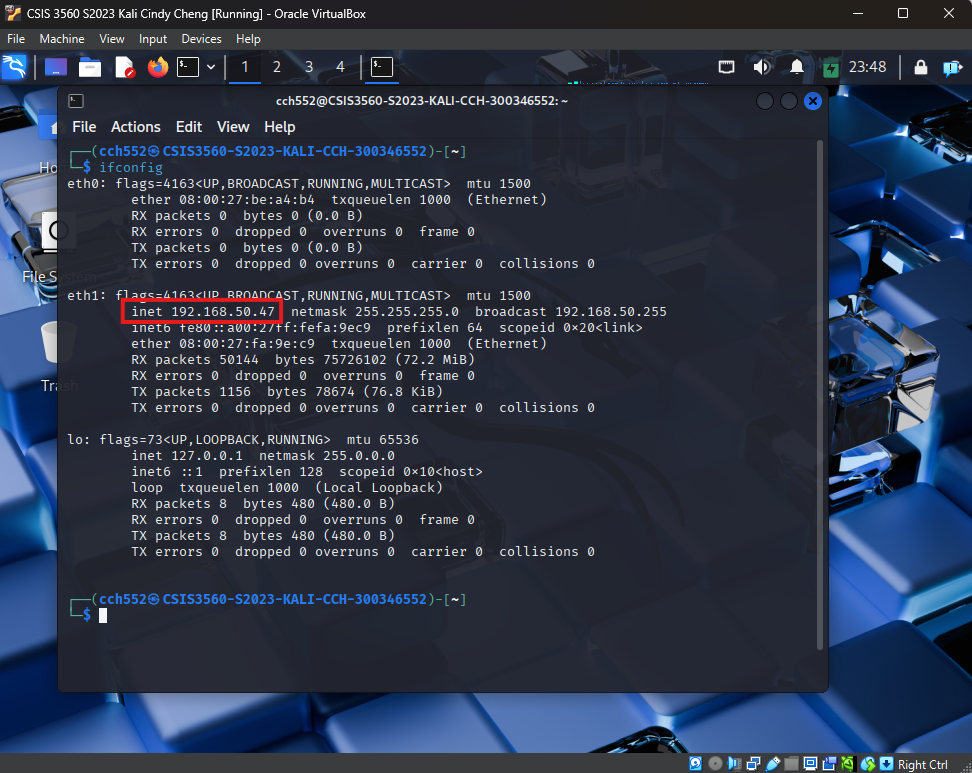 CSIS 3560 S2023 Kali Cindy Cheng [Running] - Oracle VirtualBox
File Machine View Input Devices Help
1 2 3 4 23:48
cch552@CSIS3560-S2023-KALI-CCH-300346552: ~
File Actions Edit View Help
┌──(cch552㉿CSIS3560-S2023-KALI-CCH-300346552)-[~]
└─$ ifconfig
eth0: flags=4163<UP,BROADCAST,RUNNING,MULTICAST>  mtu 1500
        ether 08:00:27:be:a4:b4  txqueuelen 1000  (Ethernet)
        RX packets 0  bytes 0 (0.0 B)
        RX errors 0  dropped 0  overruns 0  frame 0
        TX packets 0  bytes 0 (0.0 B)
        TX errors 0  dropped 0 overruns 0  carrier 0  collisions 0
eth1: flags=4163<UP,BROADCAST,RUNNING,MULTICAST>  mtu 1500
        inet 192.168.50.47  netmask 255.255.255.0  broadcast 192.168.50.255
        inet6 fe80::a00:27ff:fefa:9ec9  prefixlen 64  scopeid 0×20<link>
        ether 08:00:27:fa:9e:c9  txqueuelen 1000  (Ethernet)
        RX packets 50144  bytes 75726102 (72.2 MiB)
        RX errors 0  dropped 0  overruns 0  frame 0
        TX packets 1156  bytes 78674 (76.8 KiB)
        TX errors 0  dropped 0 overruns 0  carrier 0  collisions 0
lo: flags=73<UP,LOOPBACK,RUNNING>  mtu 65536
        inet 127.0.0.1  netmask 255.0.0.0
        inet6 ::1  prefixlen 128  scopeid 0×10<host>
        loop  txqueuelen 1000  (Local Loopback)
        RX packets 8  bytes 480 (480.0 B)
        RX errors 0  dropped 0  overruns 0  frame 0
        TX packets 8  bytes 480 (480.0 B)
        TX errors 0  dropped 0 overruns 0  carrier 0  collisions 0
┌──(cch552㉿CSIS3560-S2023-KALI-CCH-300346552)-[~]
└─$
File System
Trash
Right Ctrl